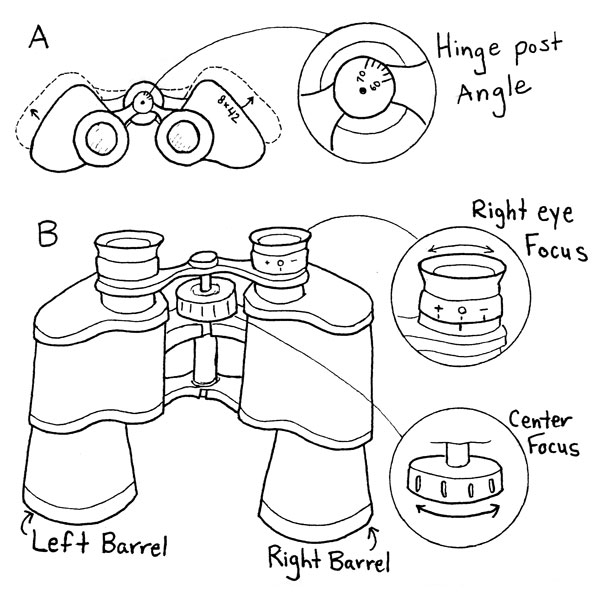 A
8x42
70
60
Hinge post
Angle
B
+ o -
Right eye
Focus
+ o -
Center
Focus
Left Barrel
Right Barrel